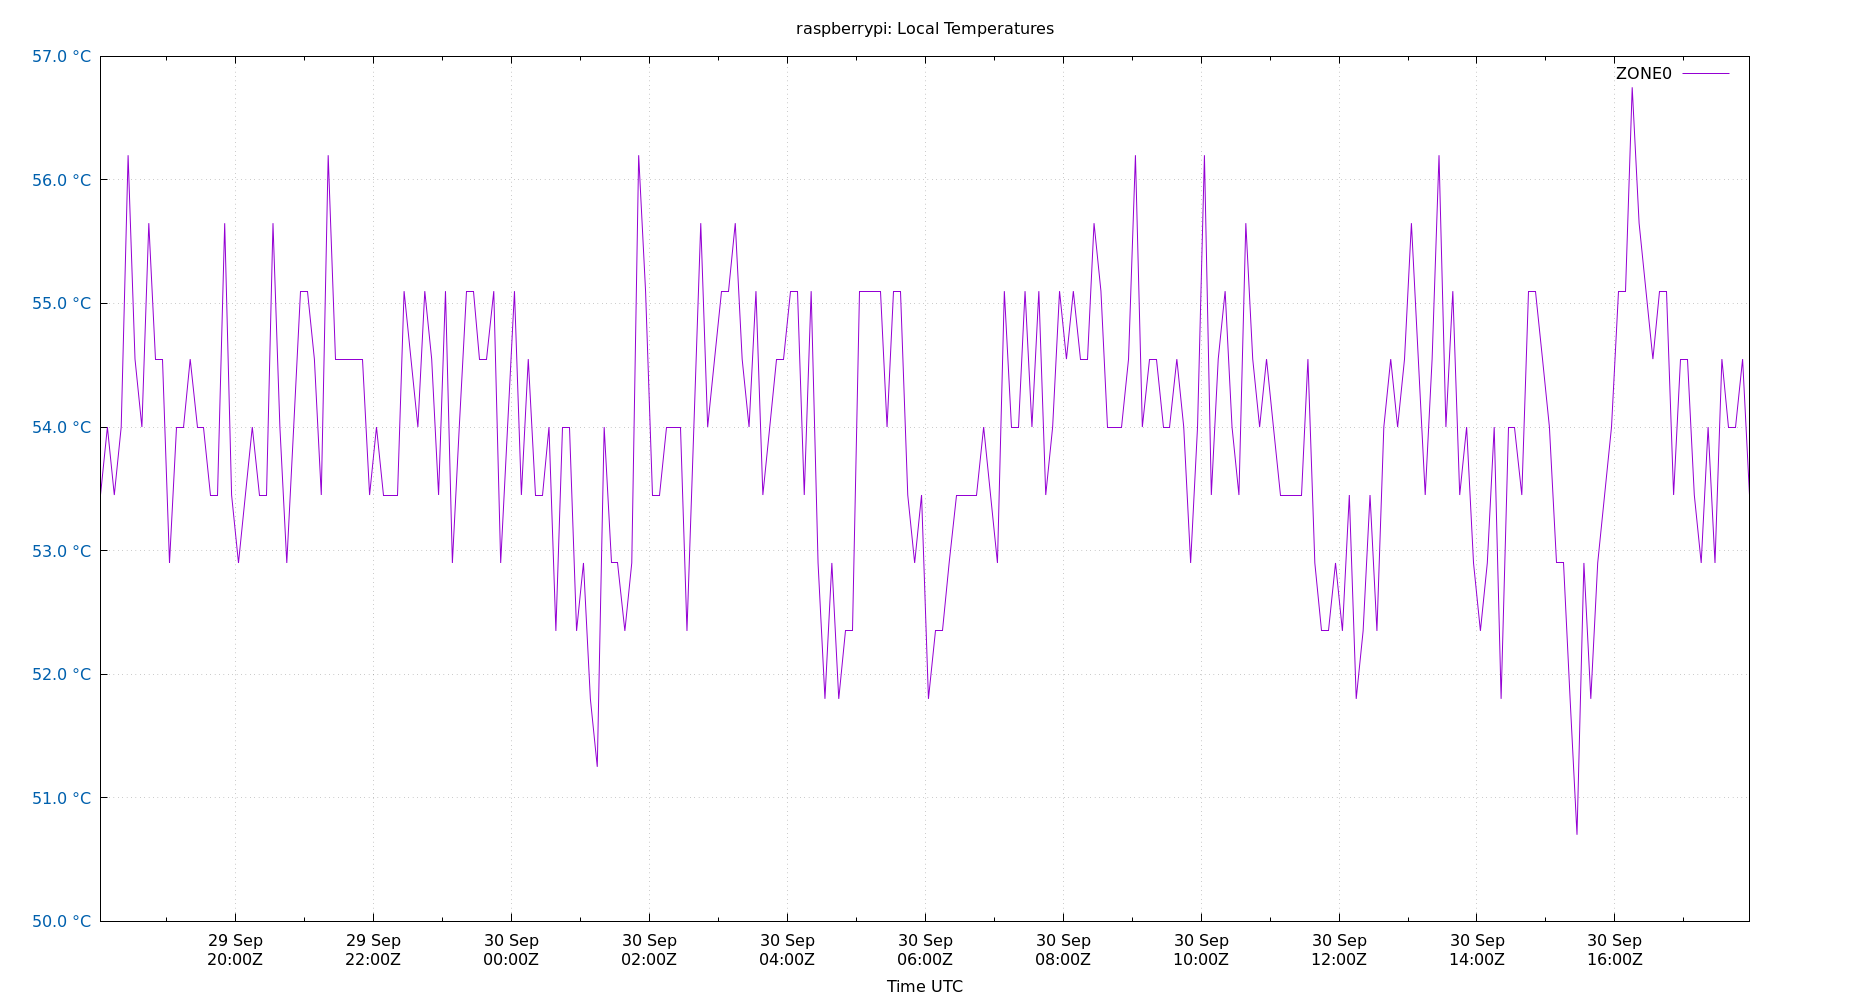 raspberrypi: Local Temperatures
57.0 °C
ZONE0
56.0 °C
55.0 °C
54.0 °C
53.0 °C
52.0 °C
51.0 °C
50.0 °C
29 Sep 29 Sep 30 Sep 30 Sep 30 Sep 30 Sep 30 Sep 30 Sep 30 Sep 30 Sep 30 Sep
20:00Z 22:00Z 00:00Z 02:00Z 04:00Z 06:00Z 08:00Z 10:00Z 12:00Z 14:00Z 16:00Z
Time UTC